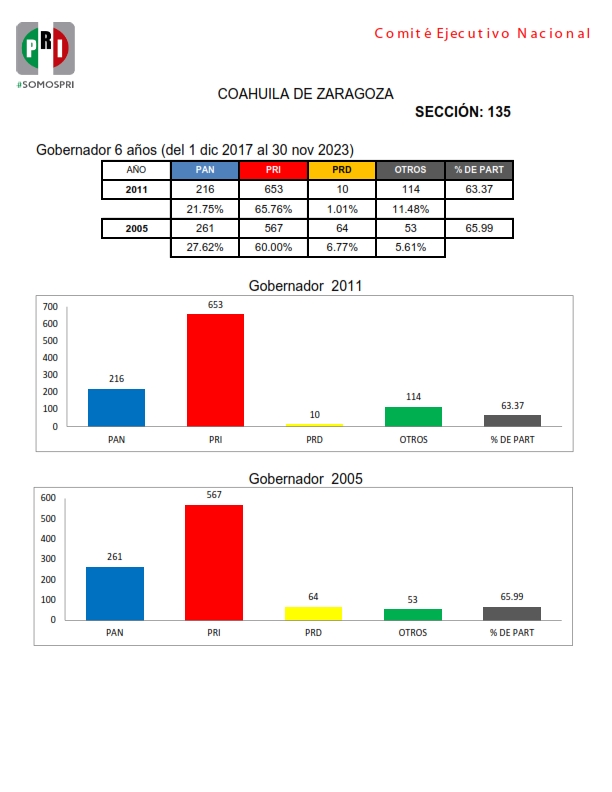 PRI
#SOMOSPRI
Comité Ejecutivo Nacional
COAHUILA DE ZARAGOZA
SECCIÓN: 135
Gobernador 6 años (del 1 dic 2017 al 30 nov 2023)
AÑO PAN PRI PRD OTROS % DE PART
2011 216 653 10 114 63.37
21.75% 65.76% 1.01% 11.48%
2005 261 567 64 53 65.99
27.62% 60.00% 6.77% 5.61%
Gobernador 2011
700
600
500
400
300
200
100
0
216
653
10
114
63.37
PAN PRI PRD OTROS % DE PART
Gobernador 2005
600
500
400
300
200
100
0
261
567
64
53
65.99
PAN PRI PRD OTROS % DE PART